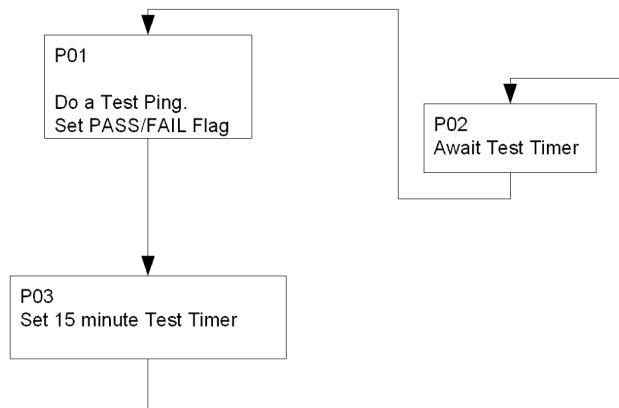 P01
Do a Test Ping.
Set PASS/FAIL Flag
P02
Await Test Timer
P03
Set 15 minute Test Timer